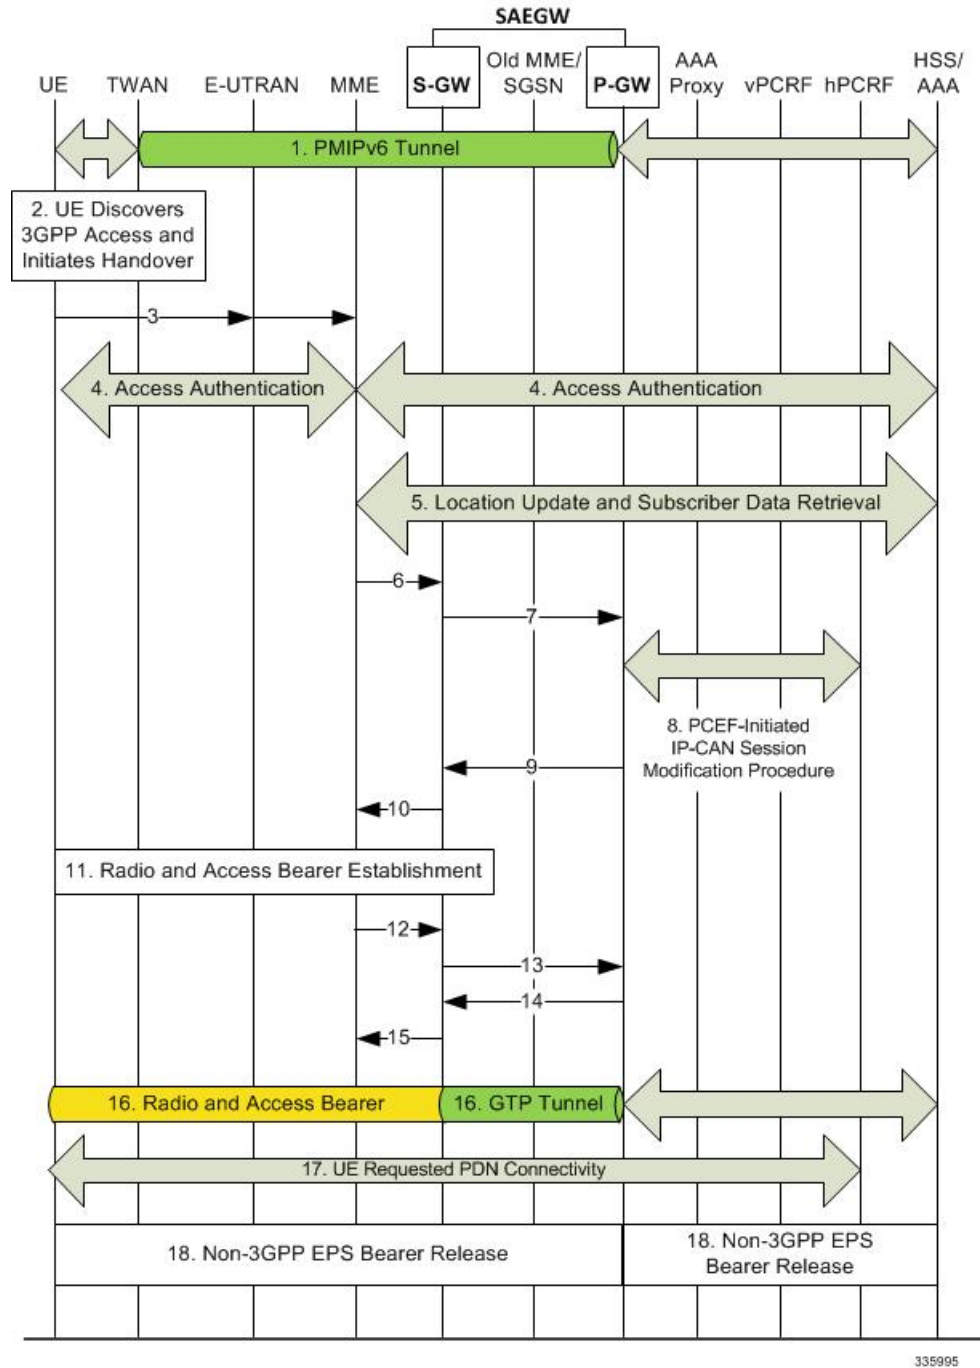 SAEGW
UE
TWAN
E-UTRAN
MME
S-GW
Old MME/
SGSN
P-GW
AAA
Proxy
vPCRF
hPCRF
HSS/
AAA
1. PMIPv6 Tunnel
2. UE Discovers
3GPP Access and
Initiates Handover
3
4. Access Authentication
4. Access Authentication
5. Location Update and Subscriber Data Retrieval
6
7
8. PCEF-Initiated
IP-CAN Session
Modification Procedure
9
10
11. Radio and Access Bearer Establishment
12
13
14
15
16. Radio and Access Bearer
16. GTP Tunnel
17. UE Requested PDN Connectivity
18. Non-3GPP EPS Bearer Release
18. Non-3GPP EPS
Bearer Release
335995